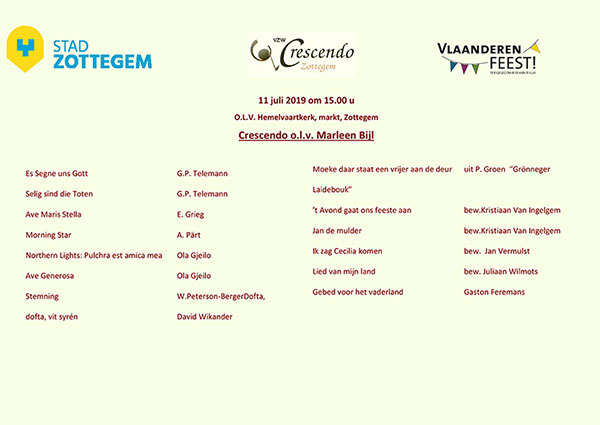 STAD
ZOTTEGEM
VZW
Crescendo
Zottegem
VLAANDEREN
FEEST!
11 juli 2019 om 15.00 u
O.L.V. Hemelvaartkerk, markt, Zottegem
Crescendo o.l.v. Marleen Bijl
Es Segne uns Gott G.P. Telemann
Selig sind die Toten G.P. Telemann
Ave Maris Stella E. Grieg
Morning Star A. Pärt
Northern Lights: Pulchra est amica mea Ola Gjeilo
Ave Generosa Ola Gjeilo
Stemning W.Peterson-BergerDofta,
dofta, vit syrén David Wikander
Moeke daar staat een vrijer aan de deur uit P. Groen "Grönneger
Laidebouk"
't Avond gaat ons feeste aan bew.Kristiaan Van Ingelgem
Jan de mulder bew.Kristiaan Van Ingelgem
Ik zag Cecilia komen bew. Jan Vermulst
Lied van mijn land bew. Juliaan Wilmots
Gebed voor het vaderland Gaston Feremans